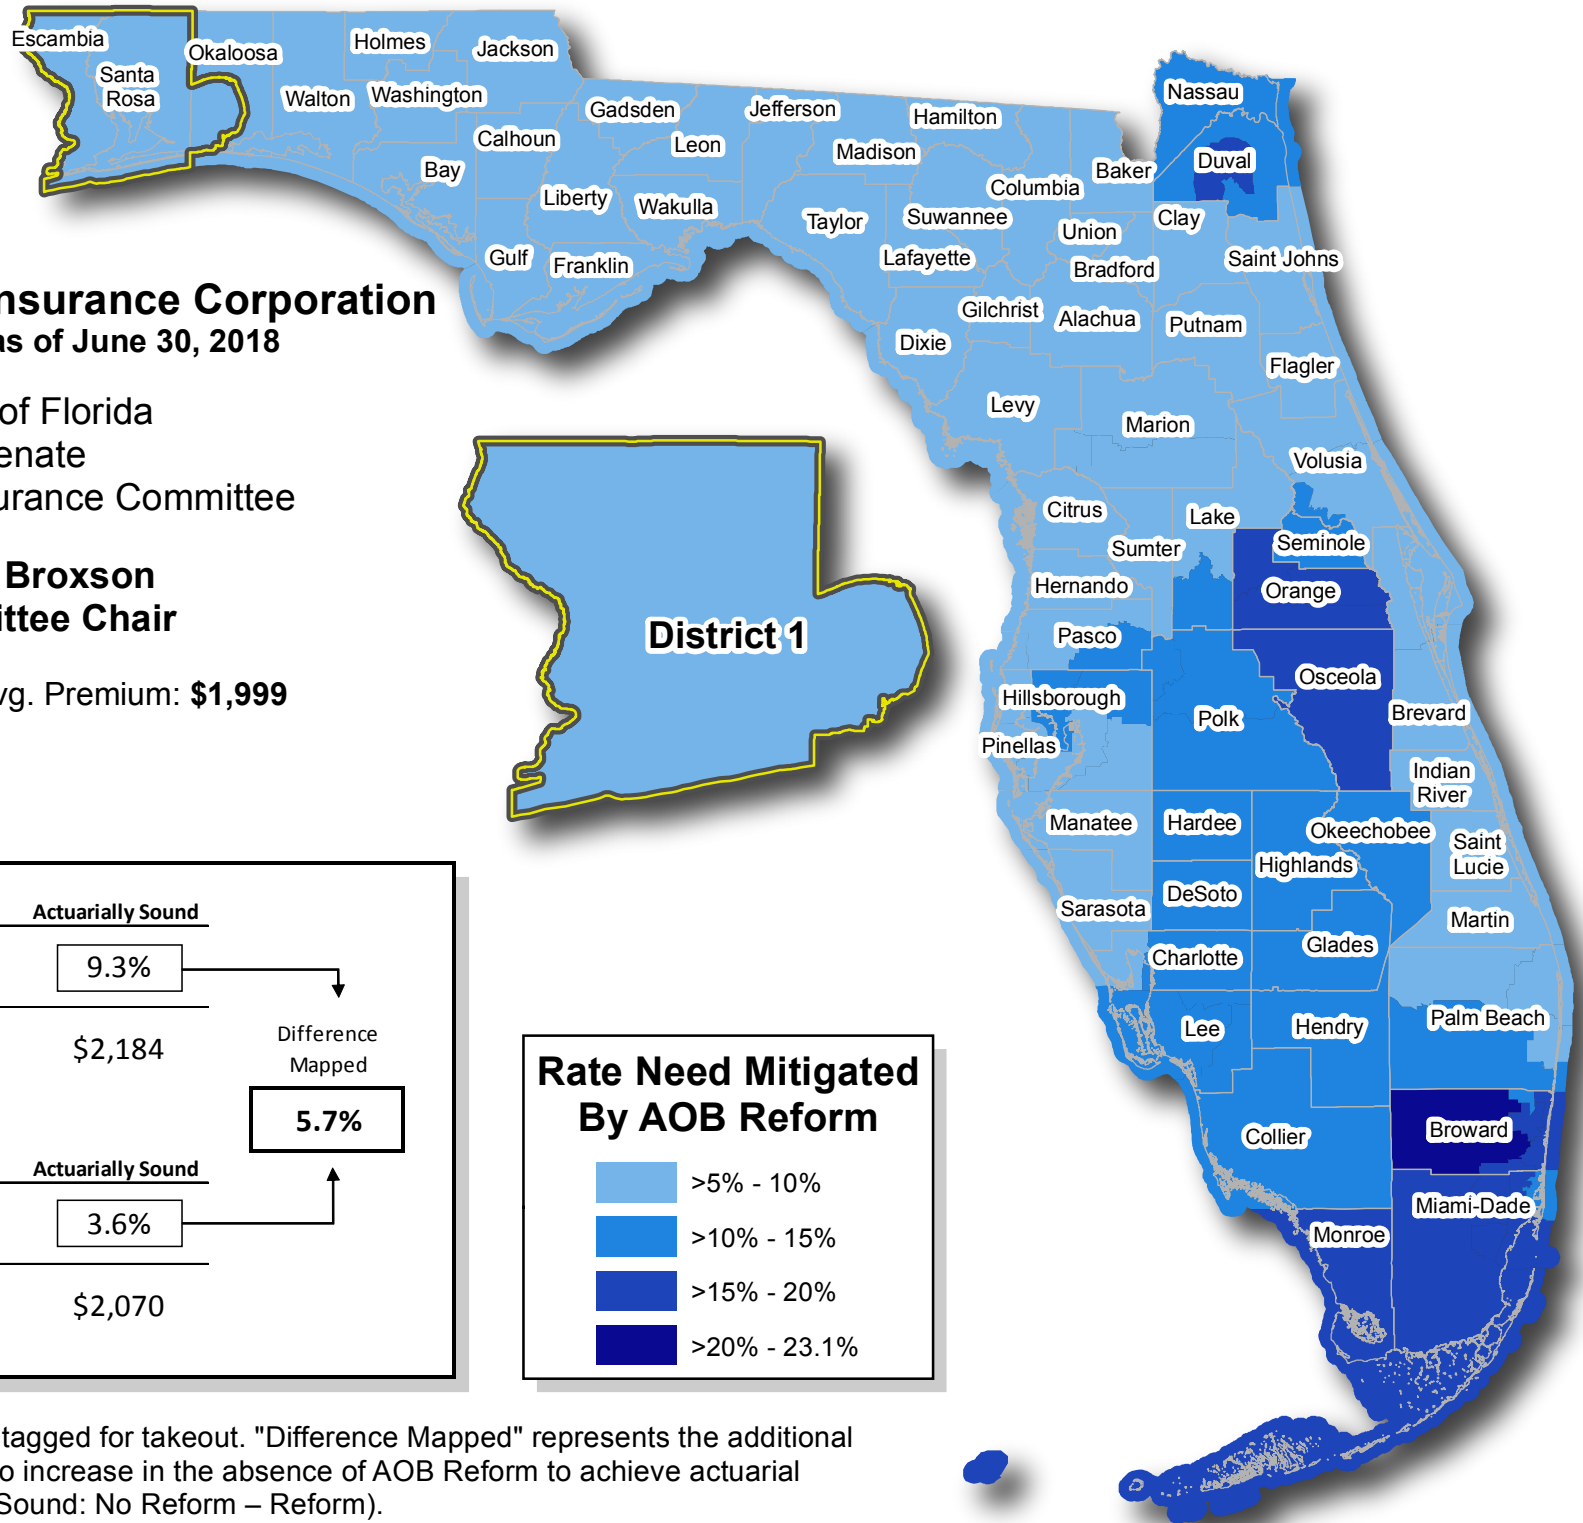 Escambia
Santa
Rosa
Okaloosa
Holmes
Jackson
Walton
Washington
Gadsden
Jefferson
Hamilton
Nassau
Calhoun
Leon
Madison
Baker
Duval
Bay
Columbia
Liberty
Wakulla
Taylor
Suwannee
Union
Clay
Gulf
Franklin
Lafayette
Bradford
Saint Johns
Gilchrist
Alachua
Putnam
Dixie
Flagler
Levy
Marion
Volusia
Citrus
Lake
Sumter
Seminole
Hernando
Orange
Pasco
Osceola
Hillsborough
Polk
Brevard
Pinellas
Indian
River
Manatee
Hardee
Okeechobee
Saint
Lucie
Highlands
DeSoto
Sarasota
Martin
Glades
Charlotte
Lee
Hendry
Palm Beach
Collier
Broward
Miami-Dade
Monroe
nsurance Corporation
as of June 30, 2018
of Florida
enate
urance Committee
Broxson
ittee Chair
vg. Premium: $1,999
District 1
Actuarially Sound
9.3%
$2,184
Difference
Mapped
5.7%
Actuarially Sound
3.6%
$2,070
Rate Need Mitigated
By AOB Reform
>5% - 10%
>10% - 15%
>15% - 20%
>20% - 23.1%
tagged for takeout. "Difference Mapped" represents the additional
o increase in the absence of AOB Reform to achieve actuarial
Sound: No Reform – Reform).